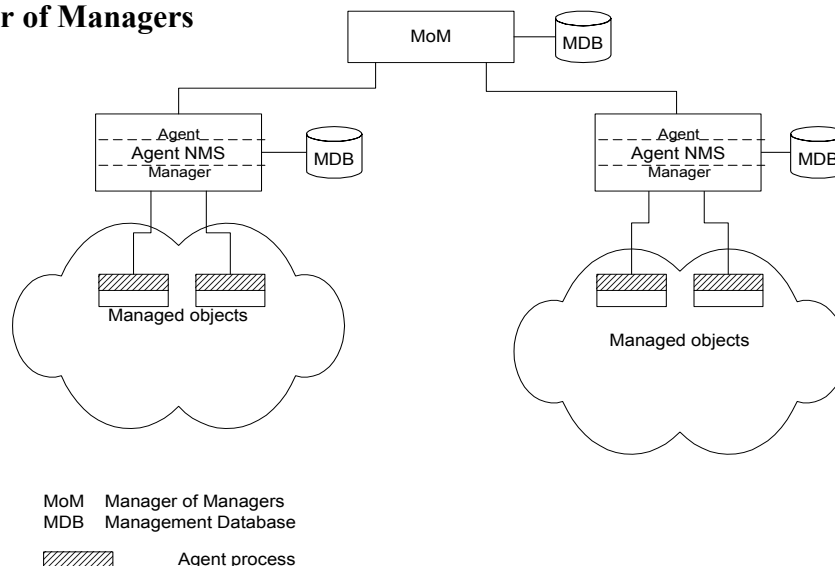 r of Managers
MoM
MDB
Agent
Agent NMS
Manager
MDB
Agent
Agent NMS
Manager
MDB
Managed objects
Managed objects
MoM Manager of Managers
MDB Management Database
Agent process